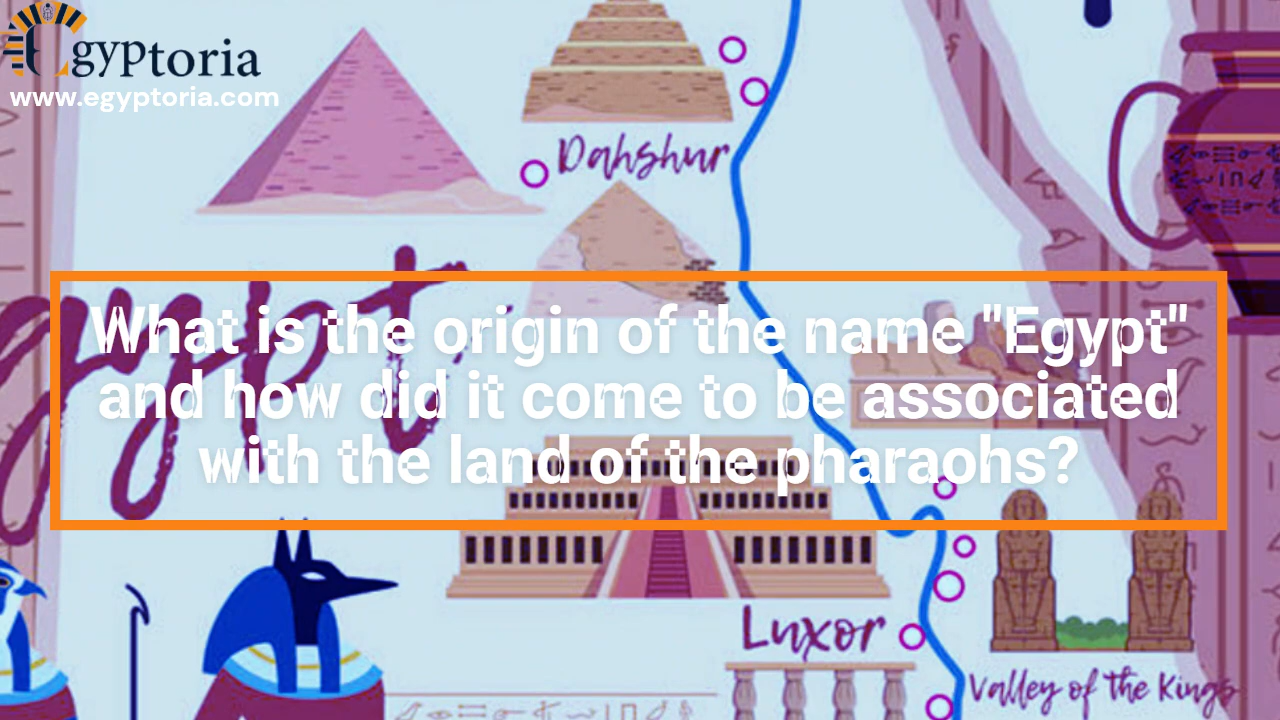 Egyptoria
www.egyptoria.com
Dahshur
Egypt
What is the origin of the name "Egypt"
and how did it come to be associated
with the land of the pharaohs?
Luxor
Valley of the Kings